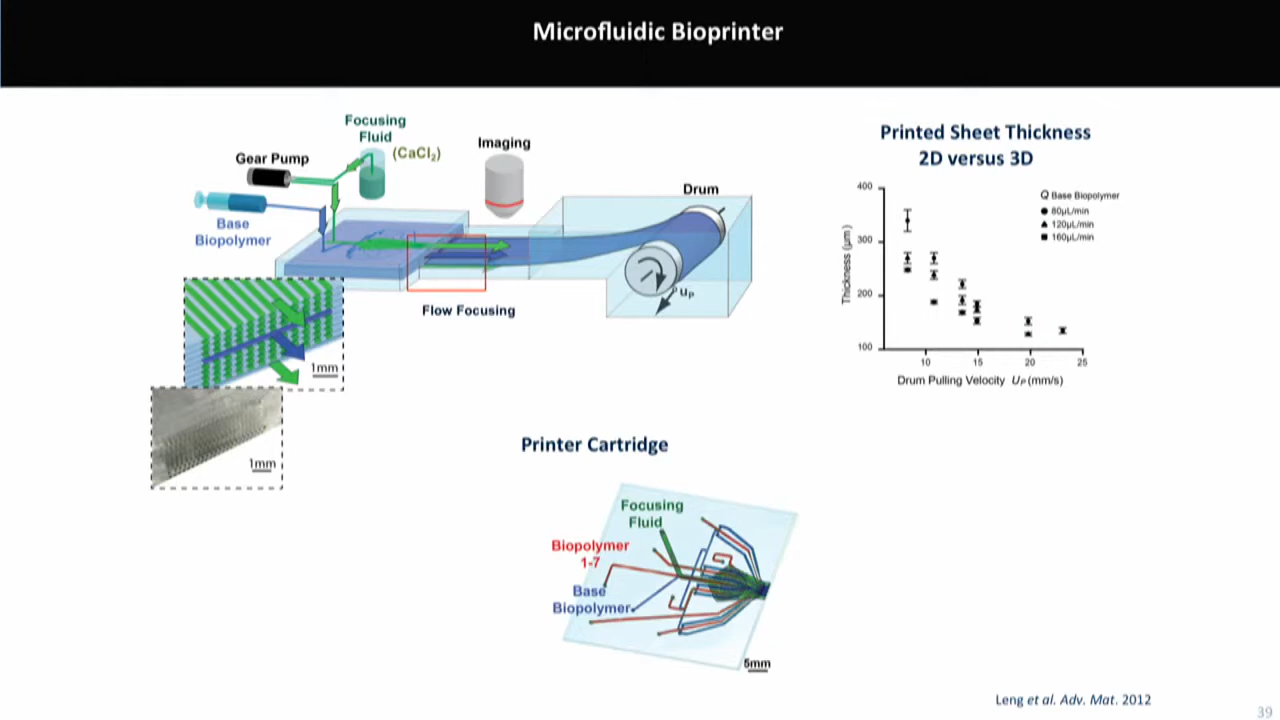 Microfluidic Bioprinter
Focusing
Fluid
(CaCl₂)
Gear Pump
Imaging
Drum
Base
Biopolymer
uₚ
Flow Focusing
1mm
1mm
Printed Sheet Thickness
2D versus 3D
400
300
200
100
Thickness (µm)
Base Biopolymer
80µL/min
120µL/min
160µL/min
10
15
20
25
Drum Pulling Velocity Uₚ (mm/s)
Printer Cartridge
Focusing
Fluid
Biopolymer
1-7
Base
Biopolymer
5mm
Leng et al. Adv. Mat. 2012
39